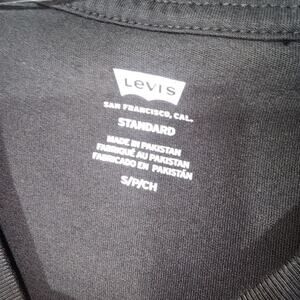 Levi's
SAN FRANCISCO, CAL.
STANDARD
MADE IN PAKISTAN
FABRIQUÉ AU PAKISTAN
FABRICADO EN PAKISTÁN
S/P/CH